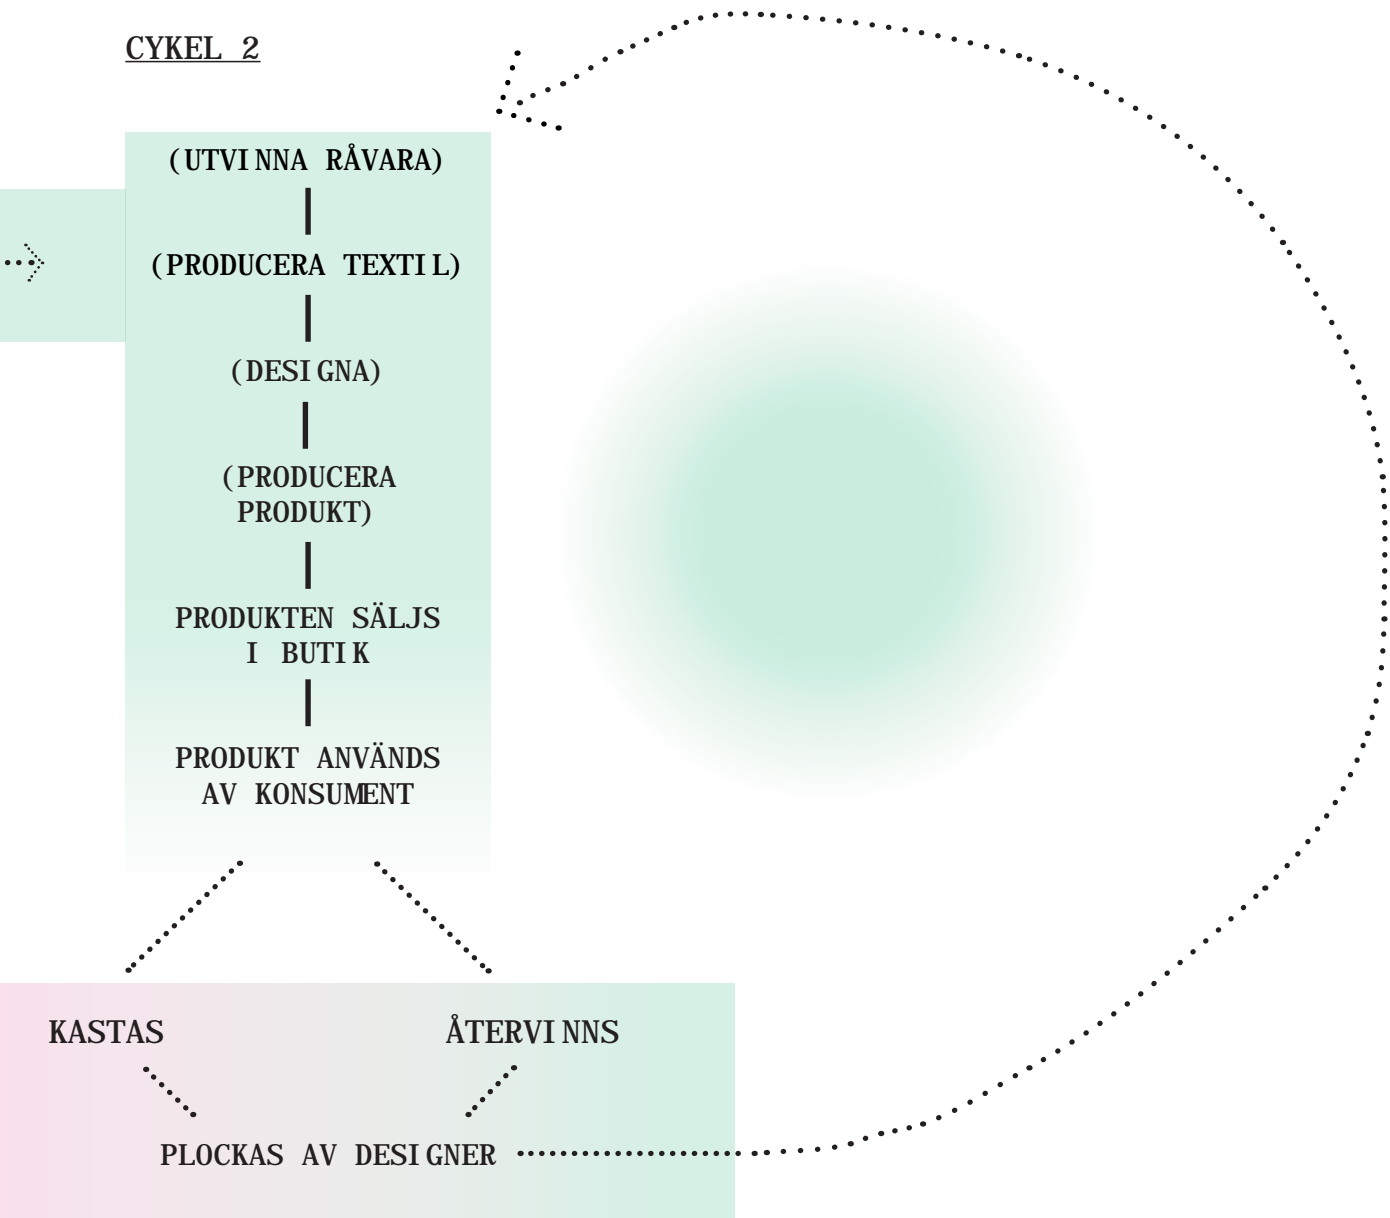 CYKEL 2
(UTVINNA RÅVARA)
(PRODUCERA TEXTIL)
(DESIGNA)
(PRODUCERA
PRODUKT)
PRODUKTEN SÄLJS
I BUTIK
PRODUKT ANVÄNDS
AV KONSUMENT
KASTAS
ÅTERVINNS
PLOCKAS AV DESIGNER